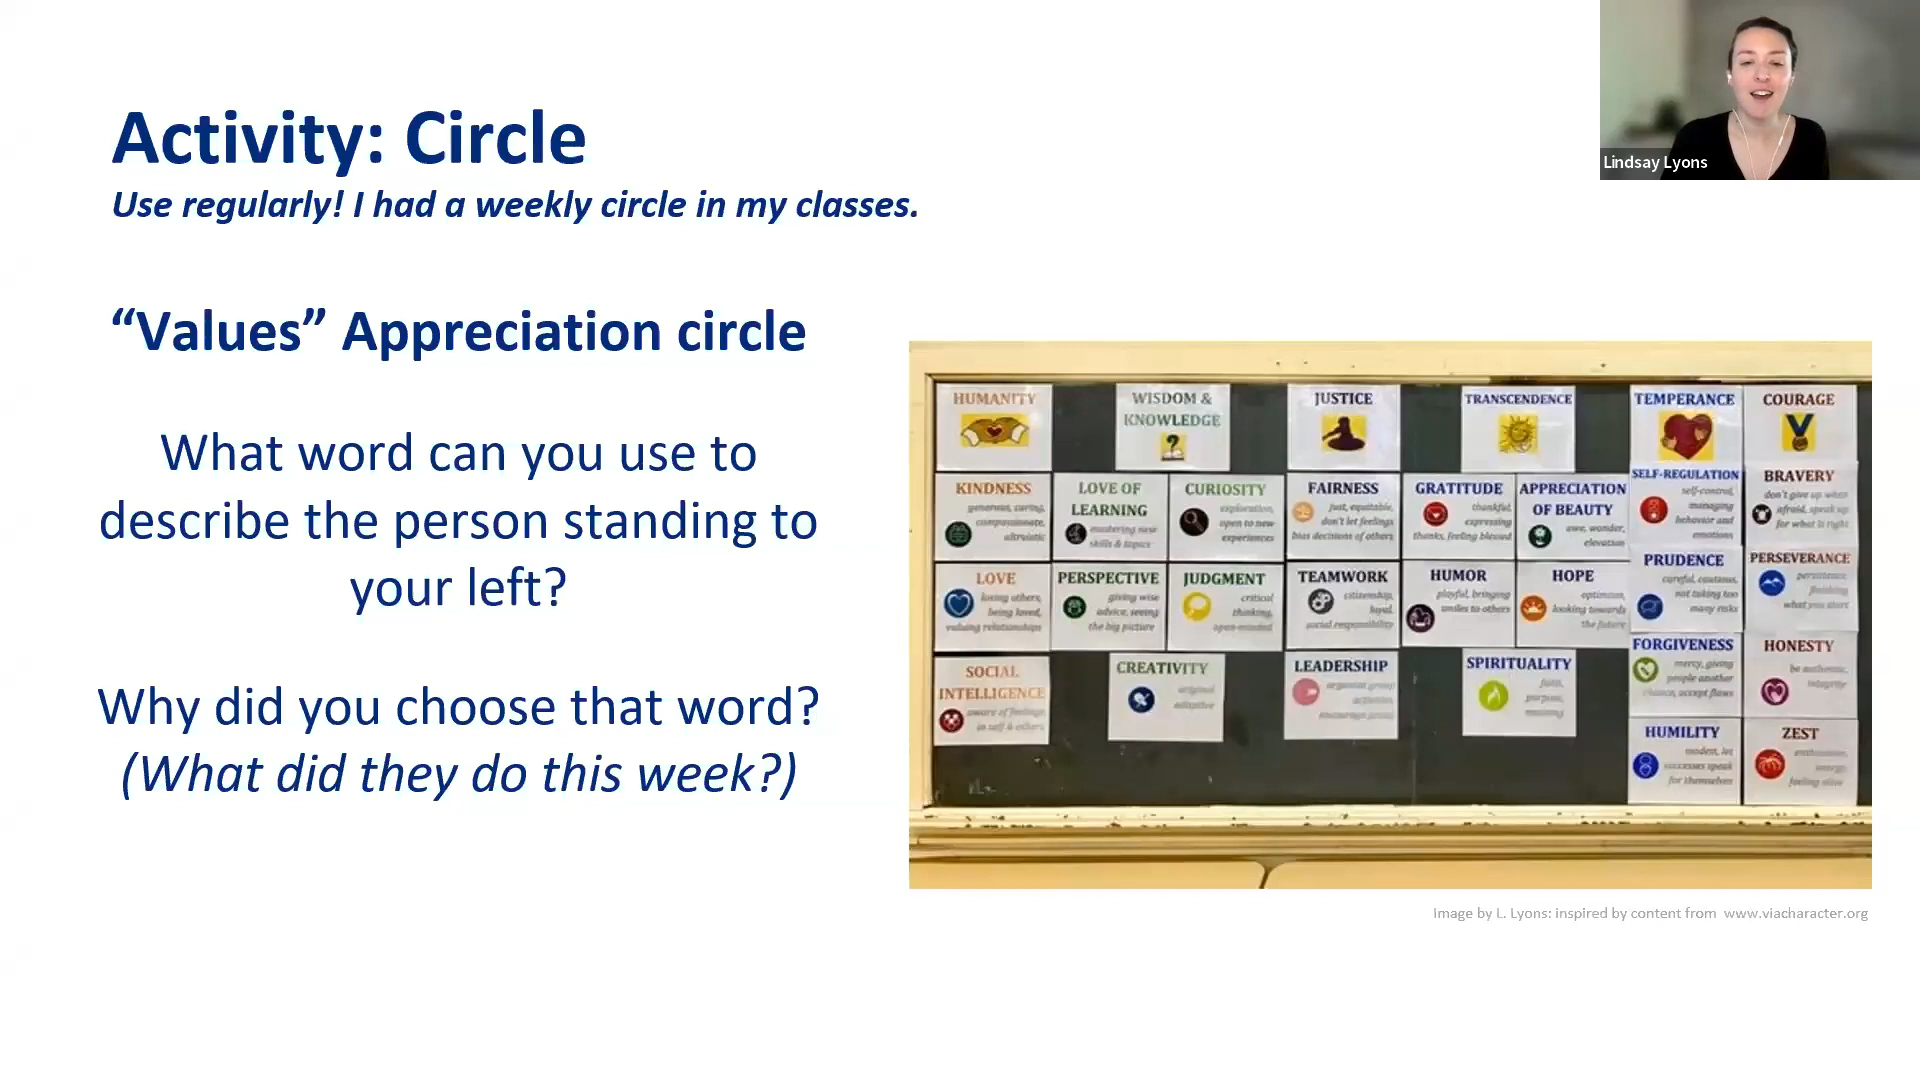 Lindsay Lyons
Activity: Circle
Use regularly! I had a weekly circle in my classes.
“Values” Appreciation circle
What word can you use to
describe the person standing to
your left?
Why did you choose that word?
(What did they do this week?)
HUMANITY
WISDOM &
KNOWLEDGE
JUSTICE
TRANSCENDENCE
TEMPERANCE
COURAGE
KINDNESS
generous, caring,
compassionate,
altruistic
LOVE OF
LEARNING
mastering new
skills & topics
CURIOSITY
exploration,
open to new
experiences
FAIRNESS
just, equitable,
don't let feelings
bias decisions of others
GRATITUDE
thankful,
expressing
thanks, feeling blessed
APPRECIATION
OF BEAUTY
awe, wonder,
elevation
SELF-REGULATION
self-control,
managing
behavior and
emotions
BRAVERY
don't give up when
afraid, speak up
for what is right
LOVE
loving others,
being loved,
valuing relationships
PERSPECTIVE
giving wise
advice, seeing
the big picture
JUDGMENT
critical
thinking,
open-minded
TEAMWORK
citizenship,
loyal,
social responsibility
HUMOR
playful, bringing
smiles to others
HOPE
optimism,
looking towards
the future
PRUDENCE
careful, cautious,
not taking too
many risks
PERSEVERANCE
persistence,
finishing
what you start
SOCIAL
INTELLIGENCE
aware of feelings
in self & others
CREATIVITY
original
adaptive
LEADERSHIP
organize group
activities,
encourage group
SPIRITUALITY
faith,
purpose,
meaning
FORGIVENESS
mercy, giving
people another
chance, accept flaws
HONESTY
be authentic,
integrity
HUMILITY
modest, let
successes speak
for themselves
ZEST
enthusiasm,
energy,
feeling alive
Image by L. Lyons: inspired by content from www.viacharacter.org